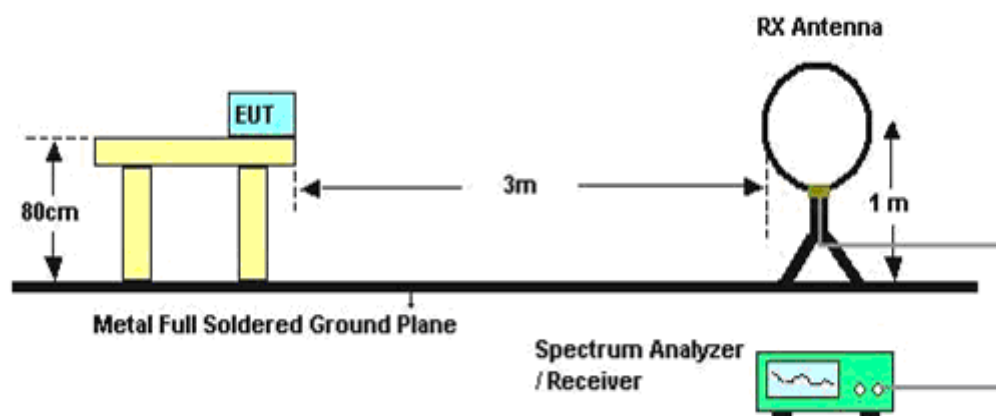 RX Antenna
EUT
3m
80cm
1 m
Metal Full Soldered Ground Plane
Spectrum Analyzer
/ Receiver